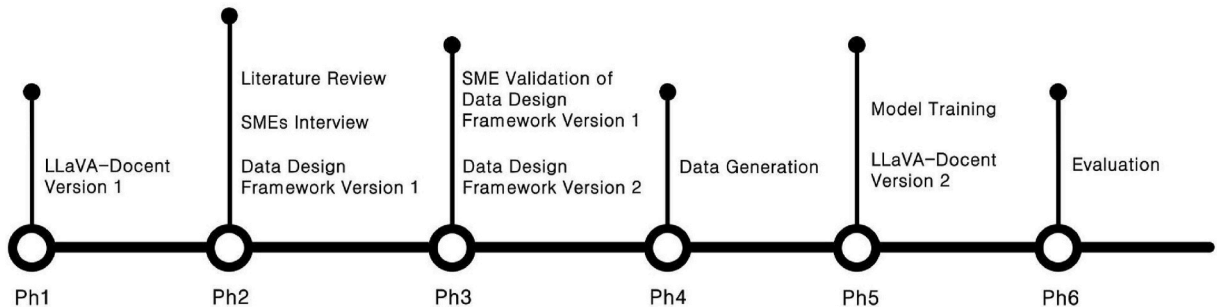 LLaVA-Docent
Version 1
Literature Review
SMEs Interview
Data Design
Framework Version 1
SME Validation of
Data Design
Framework Version 1
Data Design
Framework Version 2
Data Generation
Model Training
LLaVA-Docent
Version 2
Evaluation
Ph1
Ph2
Ph3
Ph4
Ph5
Ph6